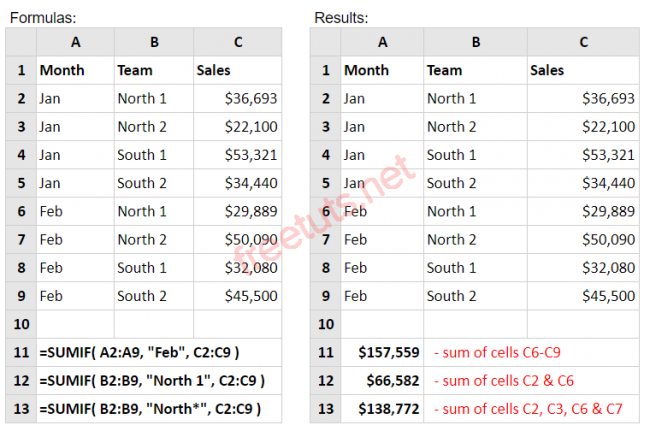 Formulas: Results:
A B C A B C
1 Month Team Sales 1 Month Team Sales
2 Jan North 1 $36,693 2 Jan North 1 $36,693
3 Jan North 2 $22,100 3 Jan North 2 $22,100
4 Jan South 1 $53,321 4 Jan South 1 $53,321
5 Jan South 2 $34,440 5 Jan South 2 $34,440
6 Feb North 1 $29,889 6 Feb North 1 $29,889
7 Feb North 2 $50,090 7 Feb North 2 $50,090
8 Feb South 1 $32,080 8 Feb South 1 $32,080
9 Feb South 2 $45,500 9 Feb South 2 $45,500
10 10
11 =SUMIF( A2:A9, "Feb", C2:C9 ) 11 $157,559 - sum of cells C6-C9
12 =SUMIF( B2:B9, "North 1", C2:C9 ) 12 $66,582 - sum of cells C2 & C6
13 =SUMIF( B2:B9, "North*", C2:C9 ) 13 $138,772 - sum of cells C2, C3, C6 & C7
freetuts.net